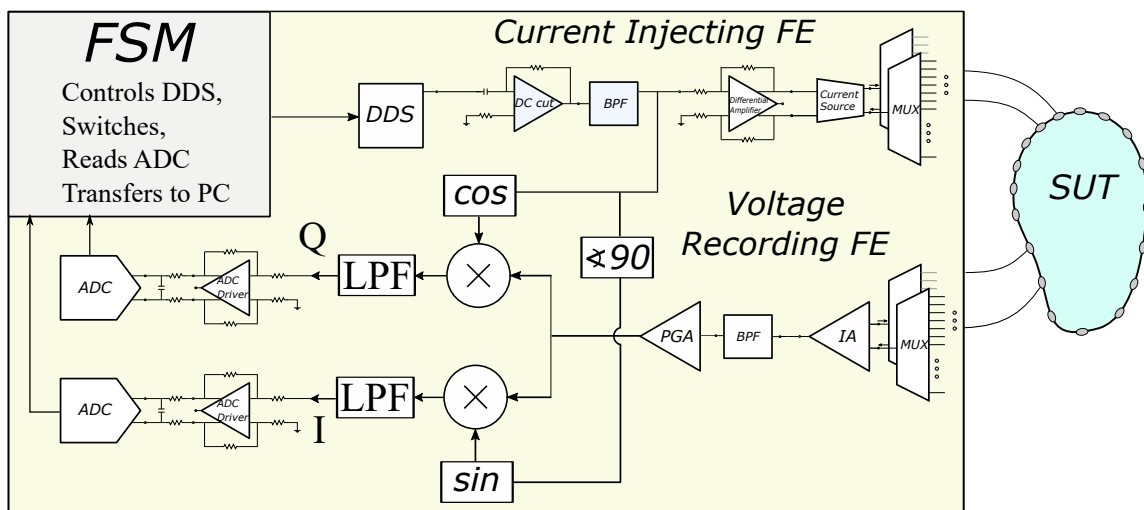 FSM
Controls DDS,
Switches,
Reads ADC
Transfers to PC
Current Injecting FE
DDS
DC cut
BPF
Differential
Amplifier
Current
Source
MUX
SUT
cos
Voltage
Recording FE
∢90
Q
LPF
×
ADC
Driver
ADC
PGA
BPF
IA
MUX
I
LPF
×
ADC
Driver
ADC
sin